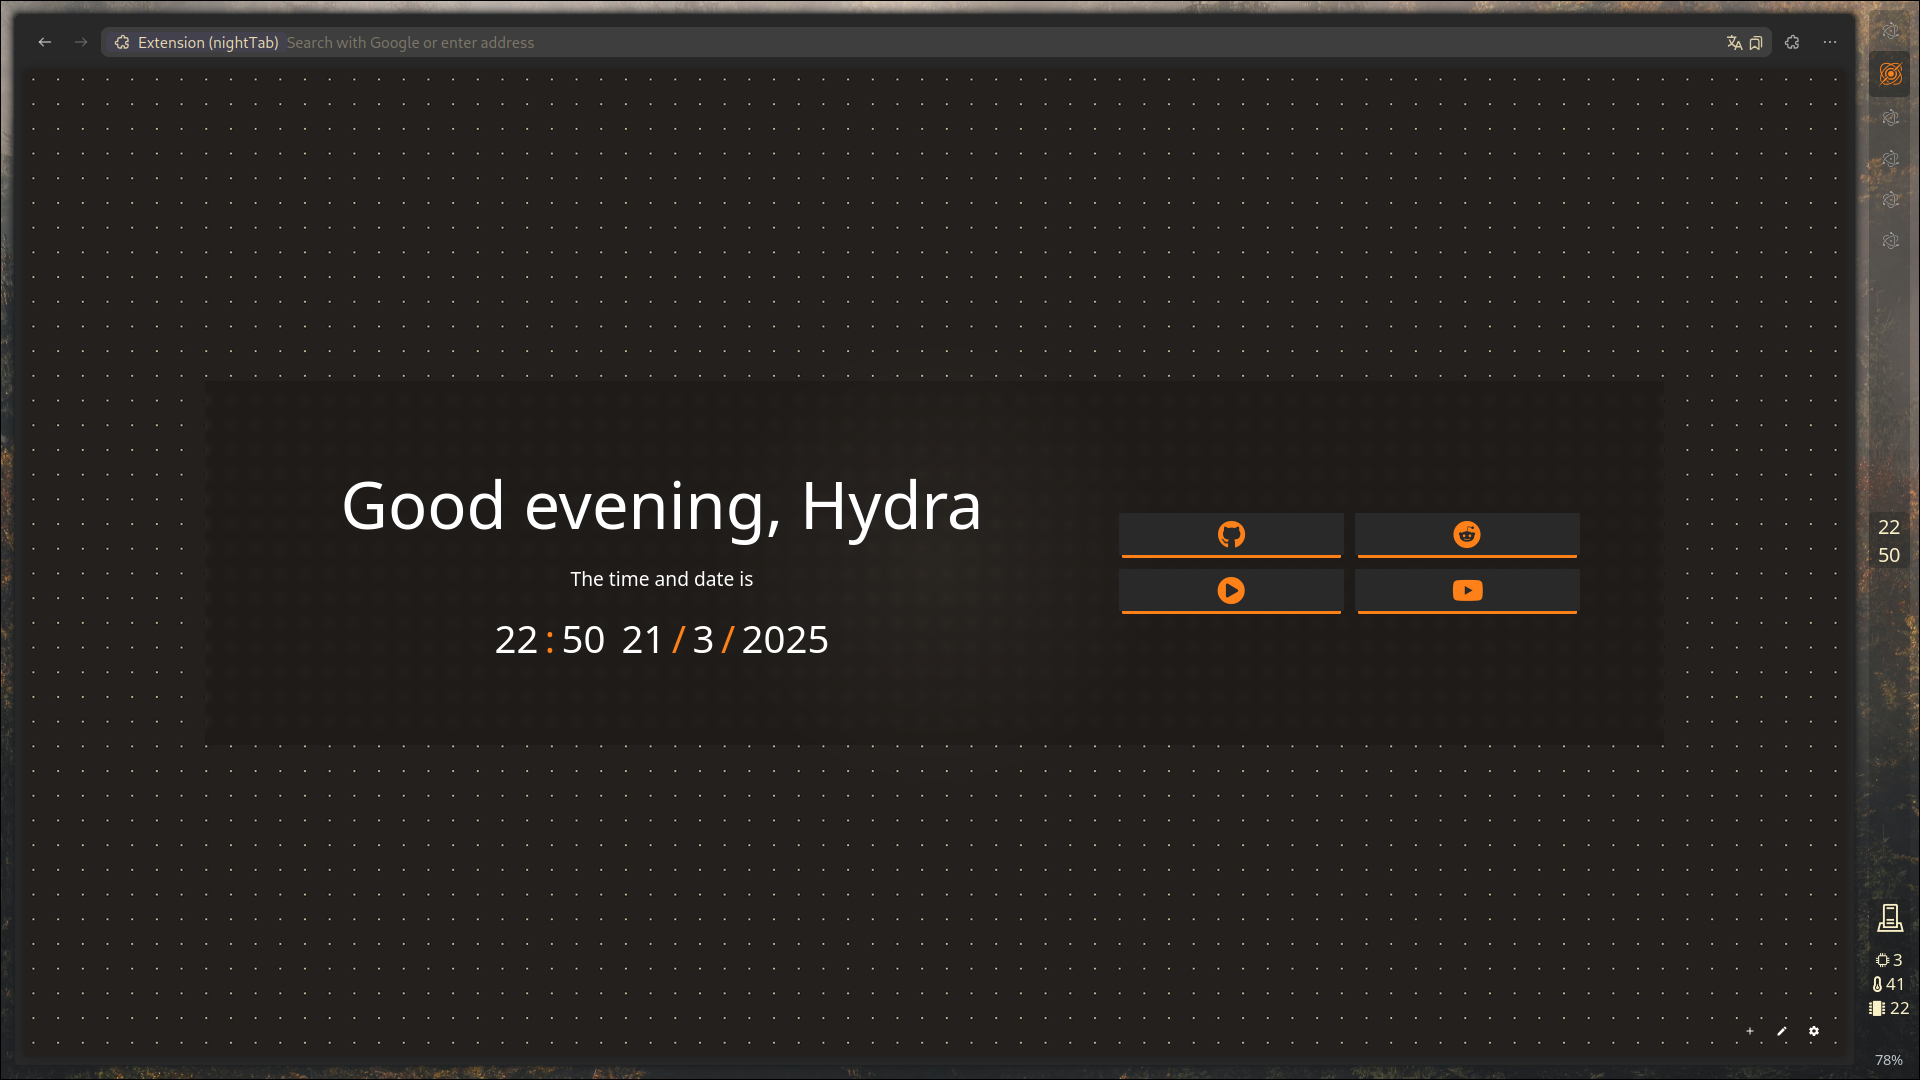 Extension (nightTab) Search with Google or enter address
Good evening, Hydra
The time and date is
22:50 21/3/2025
22
50
3
41
22
78%